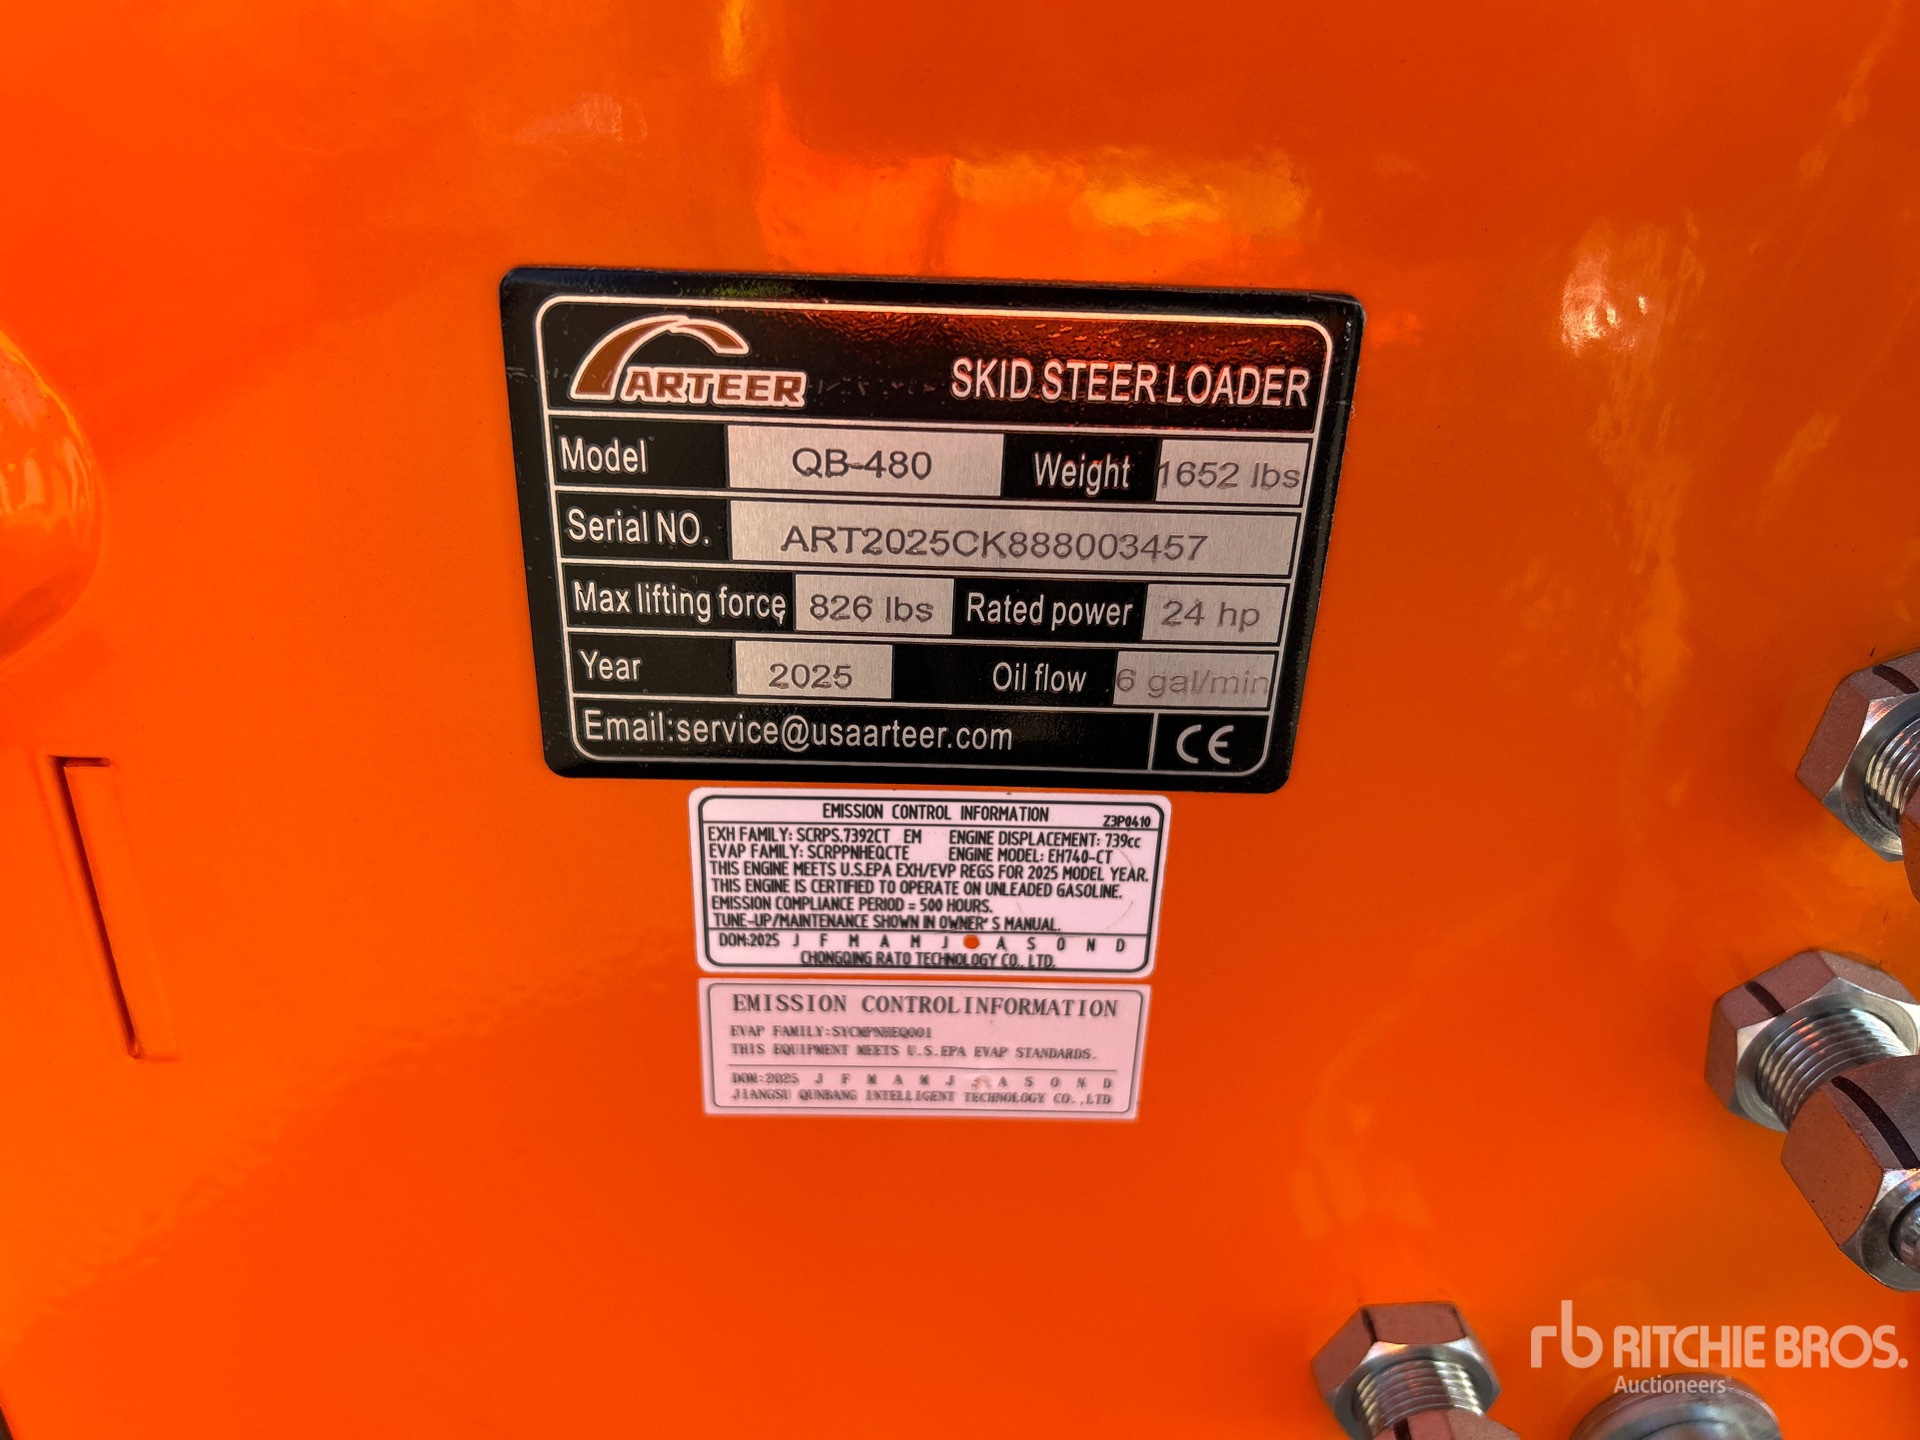 ARTEER SKID STEER LOADER
Model QB-480 Weight 1652 lbs
Serial NO. ART2025CK888003457
Max lifting force 826 lbs Rated power 24 hp
Year 2025 Oil flow 6 gal/min
Email:service@usaarteer.com CE
EMISSION CONTROL INFORMATION Z3P0410
EXH FAMILY: SCRPS.7392CT EM ENGINE DISPLACEMENT: 739cc
EVAP FAMILY: SCRPPNHEQCTE ENGINE MODEL: EH740-CT
THIS ENGINE MEETS U.S.EPA EXH/EVP REGS FOR 2025 MODEL YEAR.
THIS ENGINE IS CERTIFIED TO OPERATE ON UNLEADED GASOLINE.
EMISSION COMPLIANCE PERIOD = 500 HOURS.
TUNE-UP/MAINTENANCE SHOWN IN OWNER'S MANUAL.
DOM:2025 J F M A M J A S O N D
CHONGQING RATO TECHNOLOGY CO., LTD.
EMISSION CONTROL INFORMATION
EVAP FAMILY:SYCMPNHEQ001
THIS EQUIPMENT MEETS U.S.EPA EVAP STANDARDS.
DOM:2025 J F M A M J A S O N D
JIANGSU QUNBANG INTELLIGENT TECHNOLOGY CO.,LTD
rb RITCHIE BROS.
Auctioneers